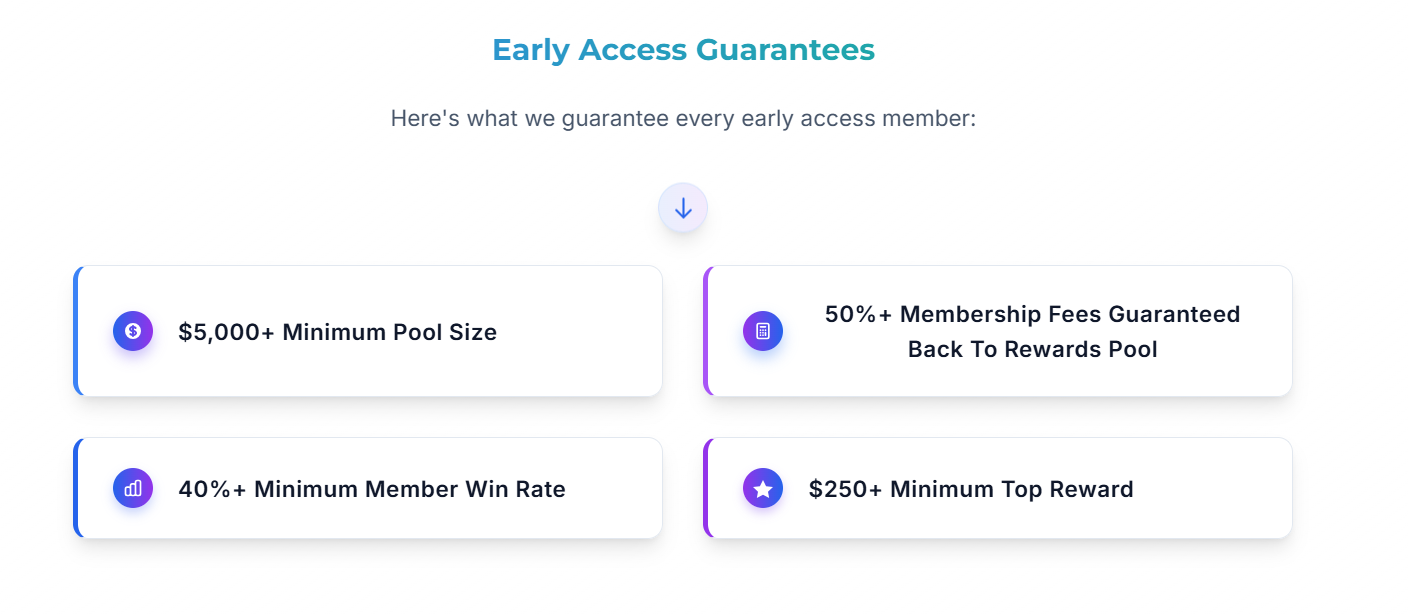 Early Access Guarantees
Here's what we guarantee every early access member:
$5,000+ Minimum Pool Size
50%+ Membership Fees Guaranteed
Back To Rewards Pool
40%+ Minimum Member Win Rate
$250+ Minimum Top Reward